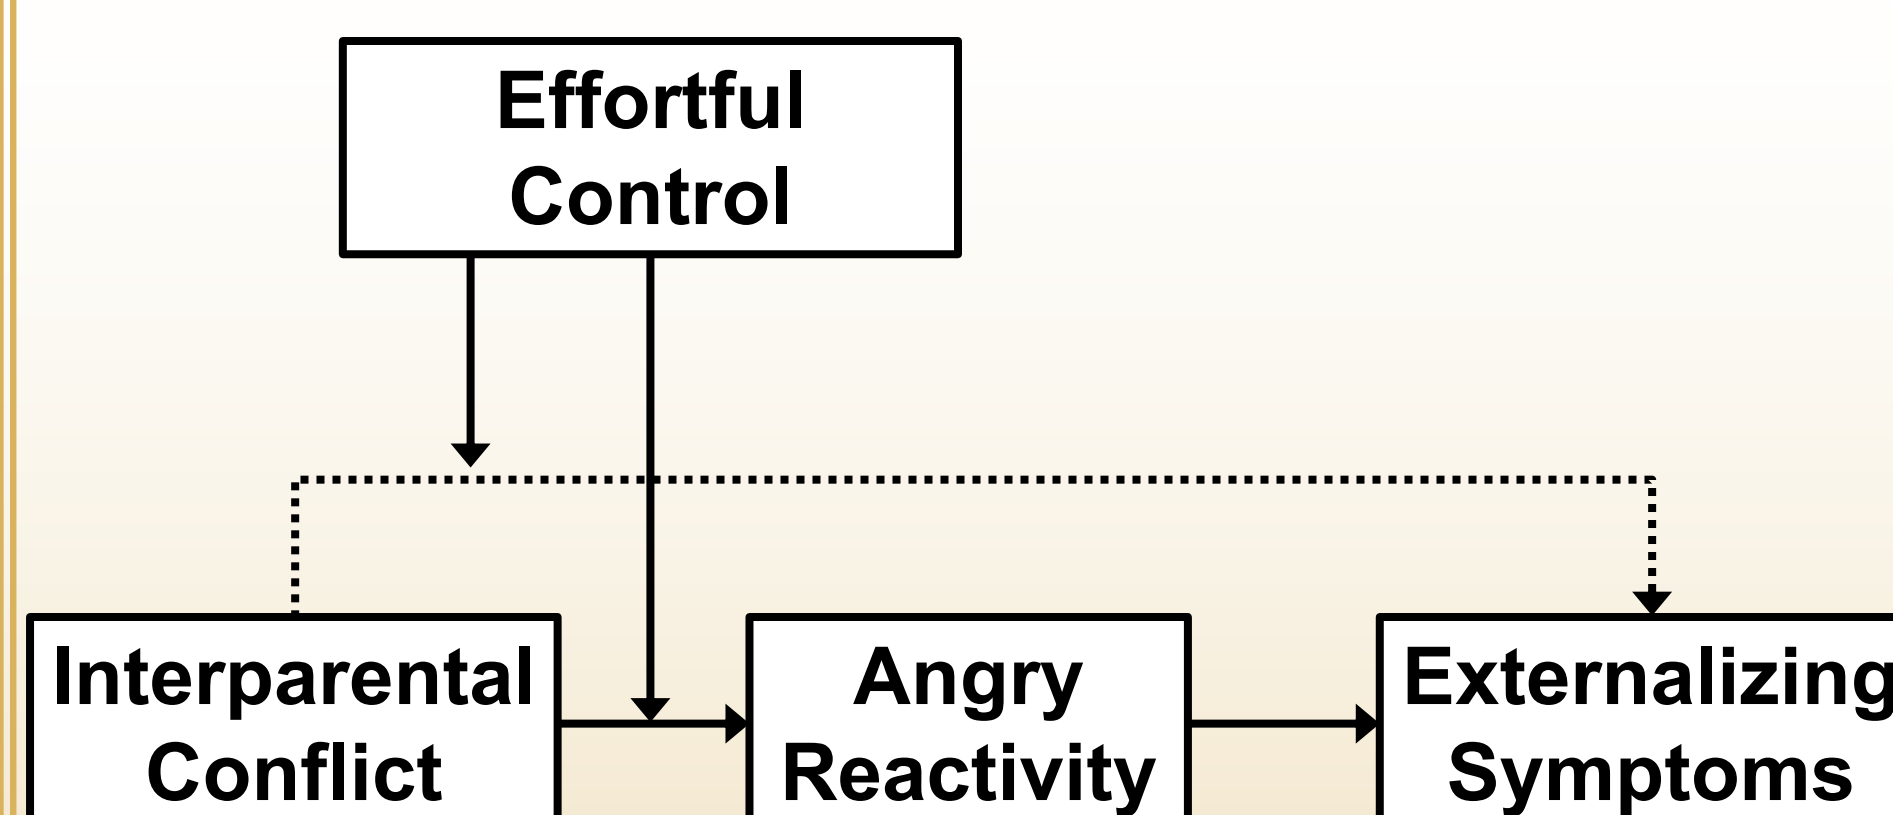 Effortful
Control
Interparental
Conflict
Angry
Reactivity
Externalizing
Symptoms